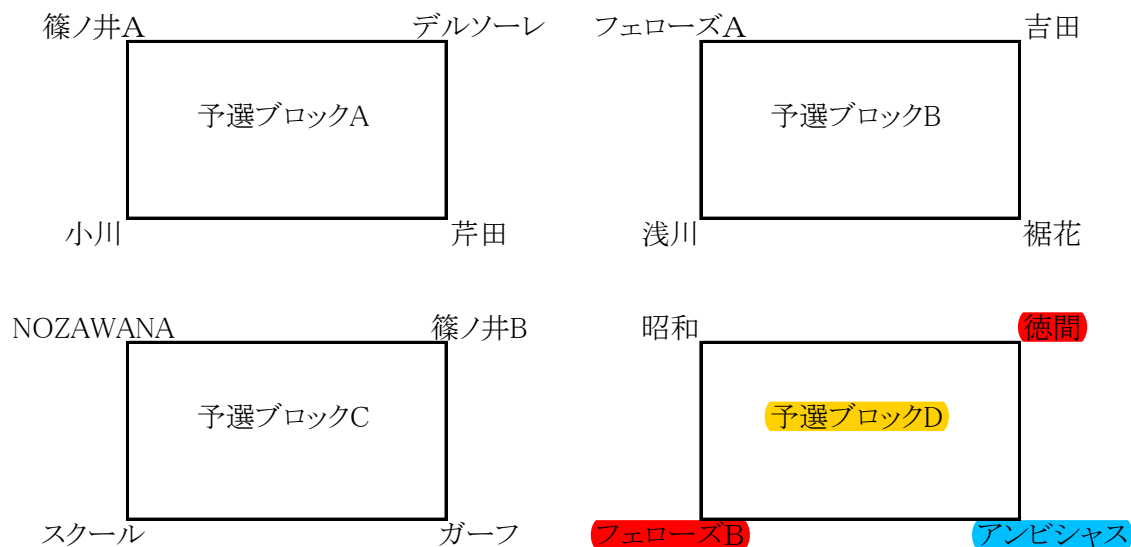 篠ノ井A デルソーレ フェローズA 吉田
予選ブロックA 予選ブロックB
小川 芹田 浅川 裾花
NOZAWANA 篠ノ井B 昭和 徳間
予選ブロックC 予選ブロックD
スクール ガーフ フェローズB アンビシャス